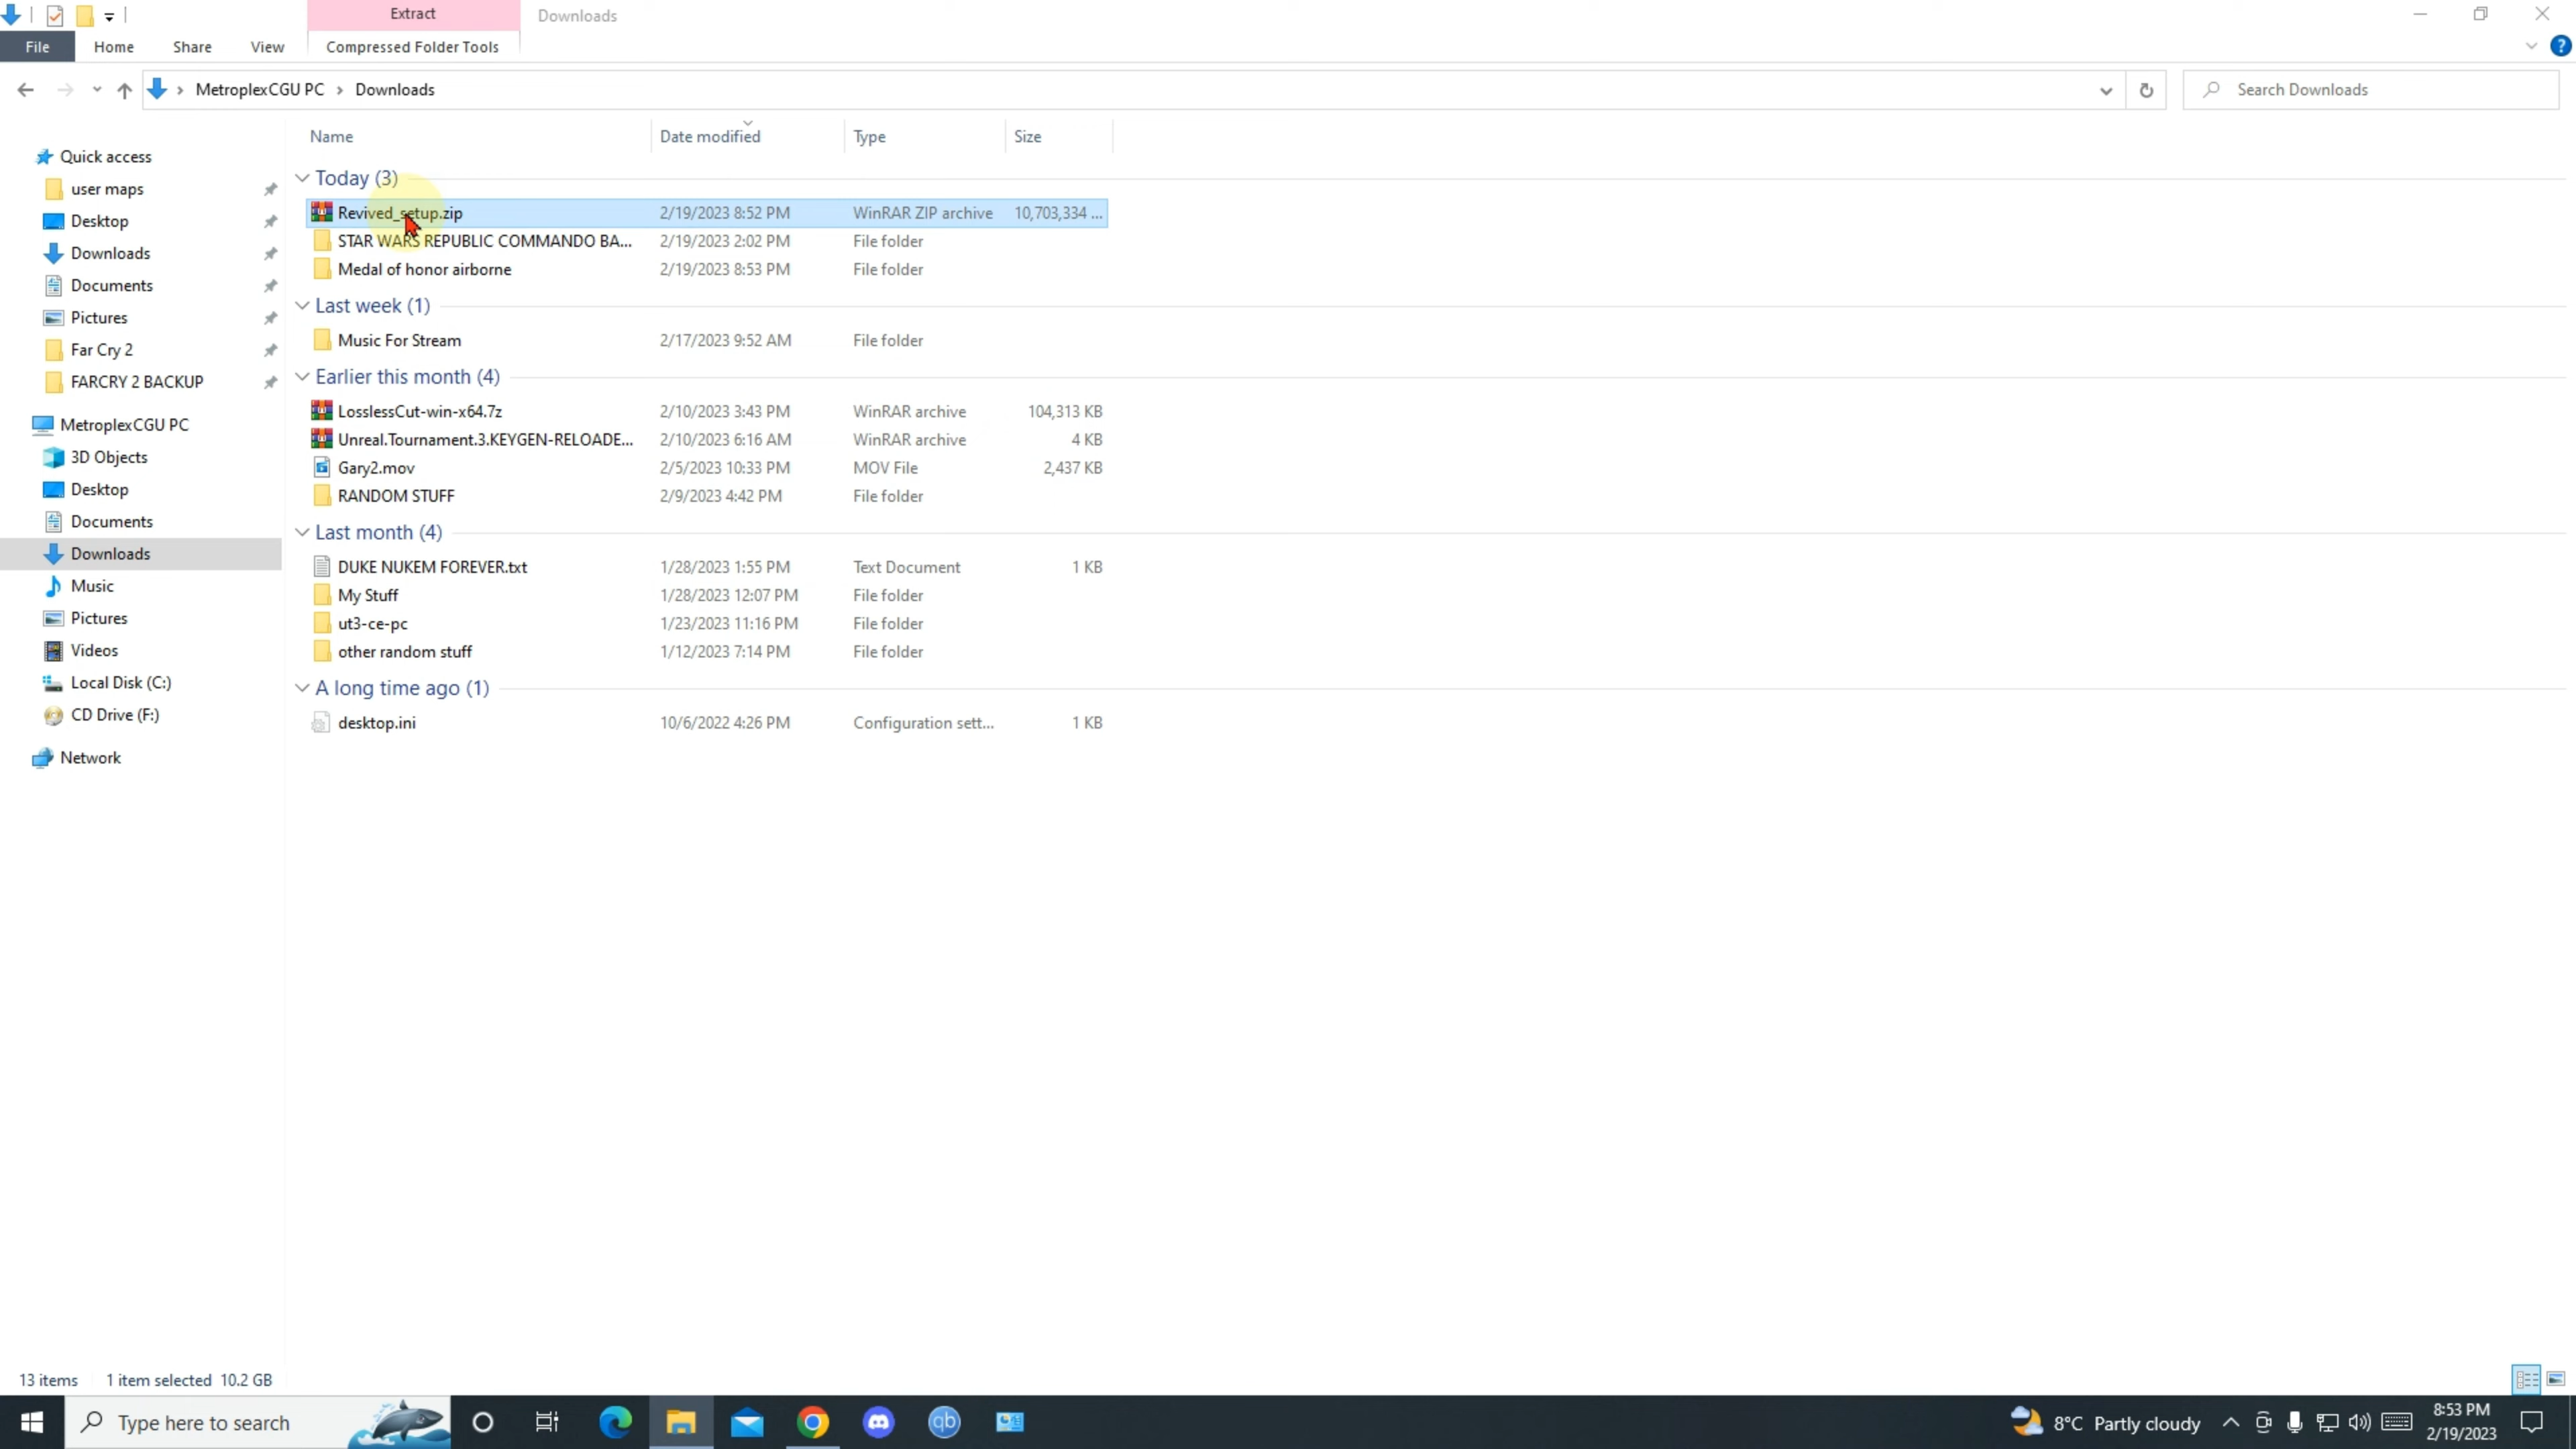 Extract
Downloads
File
Home
Share
View
Compressed Folder Tools
MetroplexCGU PC
Downloads
Search Downloads
Name
Date modified
Type
Size
Quick access
user maps
Desktop
Downloads
Documents
Pictures
Far Cry 2
FARCRY 2 BACKUP
MetroplexCGU PC
3D Objects
Desktop
Documents
Downloads
Music
Pictures
Videos
Local Disk (C:)
CD Drive (F:)
Network
Today (3)
Revived_setup.zip 2/19/2023 8:52 PM WinRAR ZIP archive 10,703,334 ...
STAR WARS REPUBLIC COMMANDO BA... 2/19/2023 2:02 PM File folder
Medal of honor airborne 2/19/2023 8:53 PM File folder
Last week (1)
Music For Stream 2/17/2023 9:52 AM File folder
Earlier this month (4)
LosslessCut-win-x64.7z 2/10/2023 3:43 PM WinRAR archive 104,313 KB
Unreal.Tournament.3.KEYGEN-RELOADE... 2/10/2023 6:16 AM WinRAR archive 4 KB
Gary2.mov 2/5/2023 10:33 PM MOV File 2,437 KB
RANDOM STUFF 2/9/2023 4:42 PM File folder
Last month (4)
DUKE NUKEM FOREVER.txt 1/28/2023 1:55 PM Text Document 1 KB
My Stuff 1/28/2023 12:07 PM File folder
ut3-ce-pc 1/23/2023 11:16 PM File folder
other random stuff 1/12/2023 7:14 PM File folder
A long time ago (1)
desktop.ini 10/6/2022 4:26 PM Configuration sett... 1 KB
13 items 1 item selected 10.2 GB
Type here to search
qb
8°C Partly cloudy
8:53 PM
2/19/2023